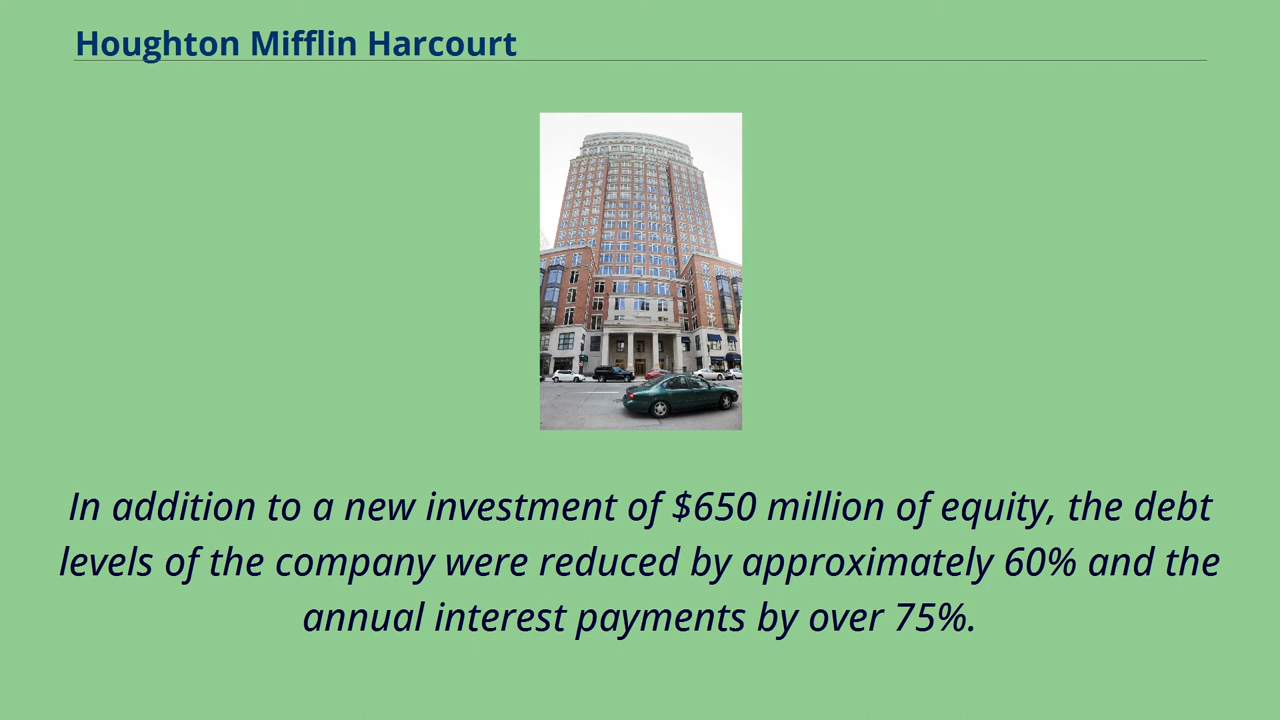 Houghton Mifflin Harcourt
In addition to a new investment of $650 million of equity, the debt
levels of the company were reduced by approximately 60% and the
annual interest payments by over 75%.